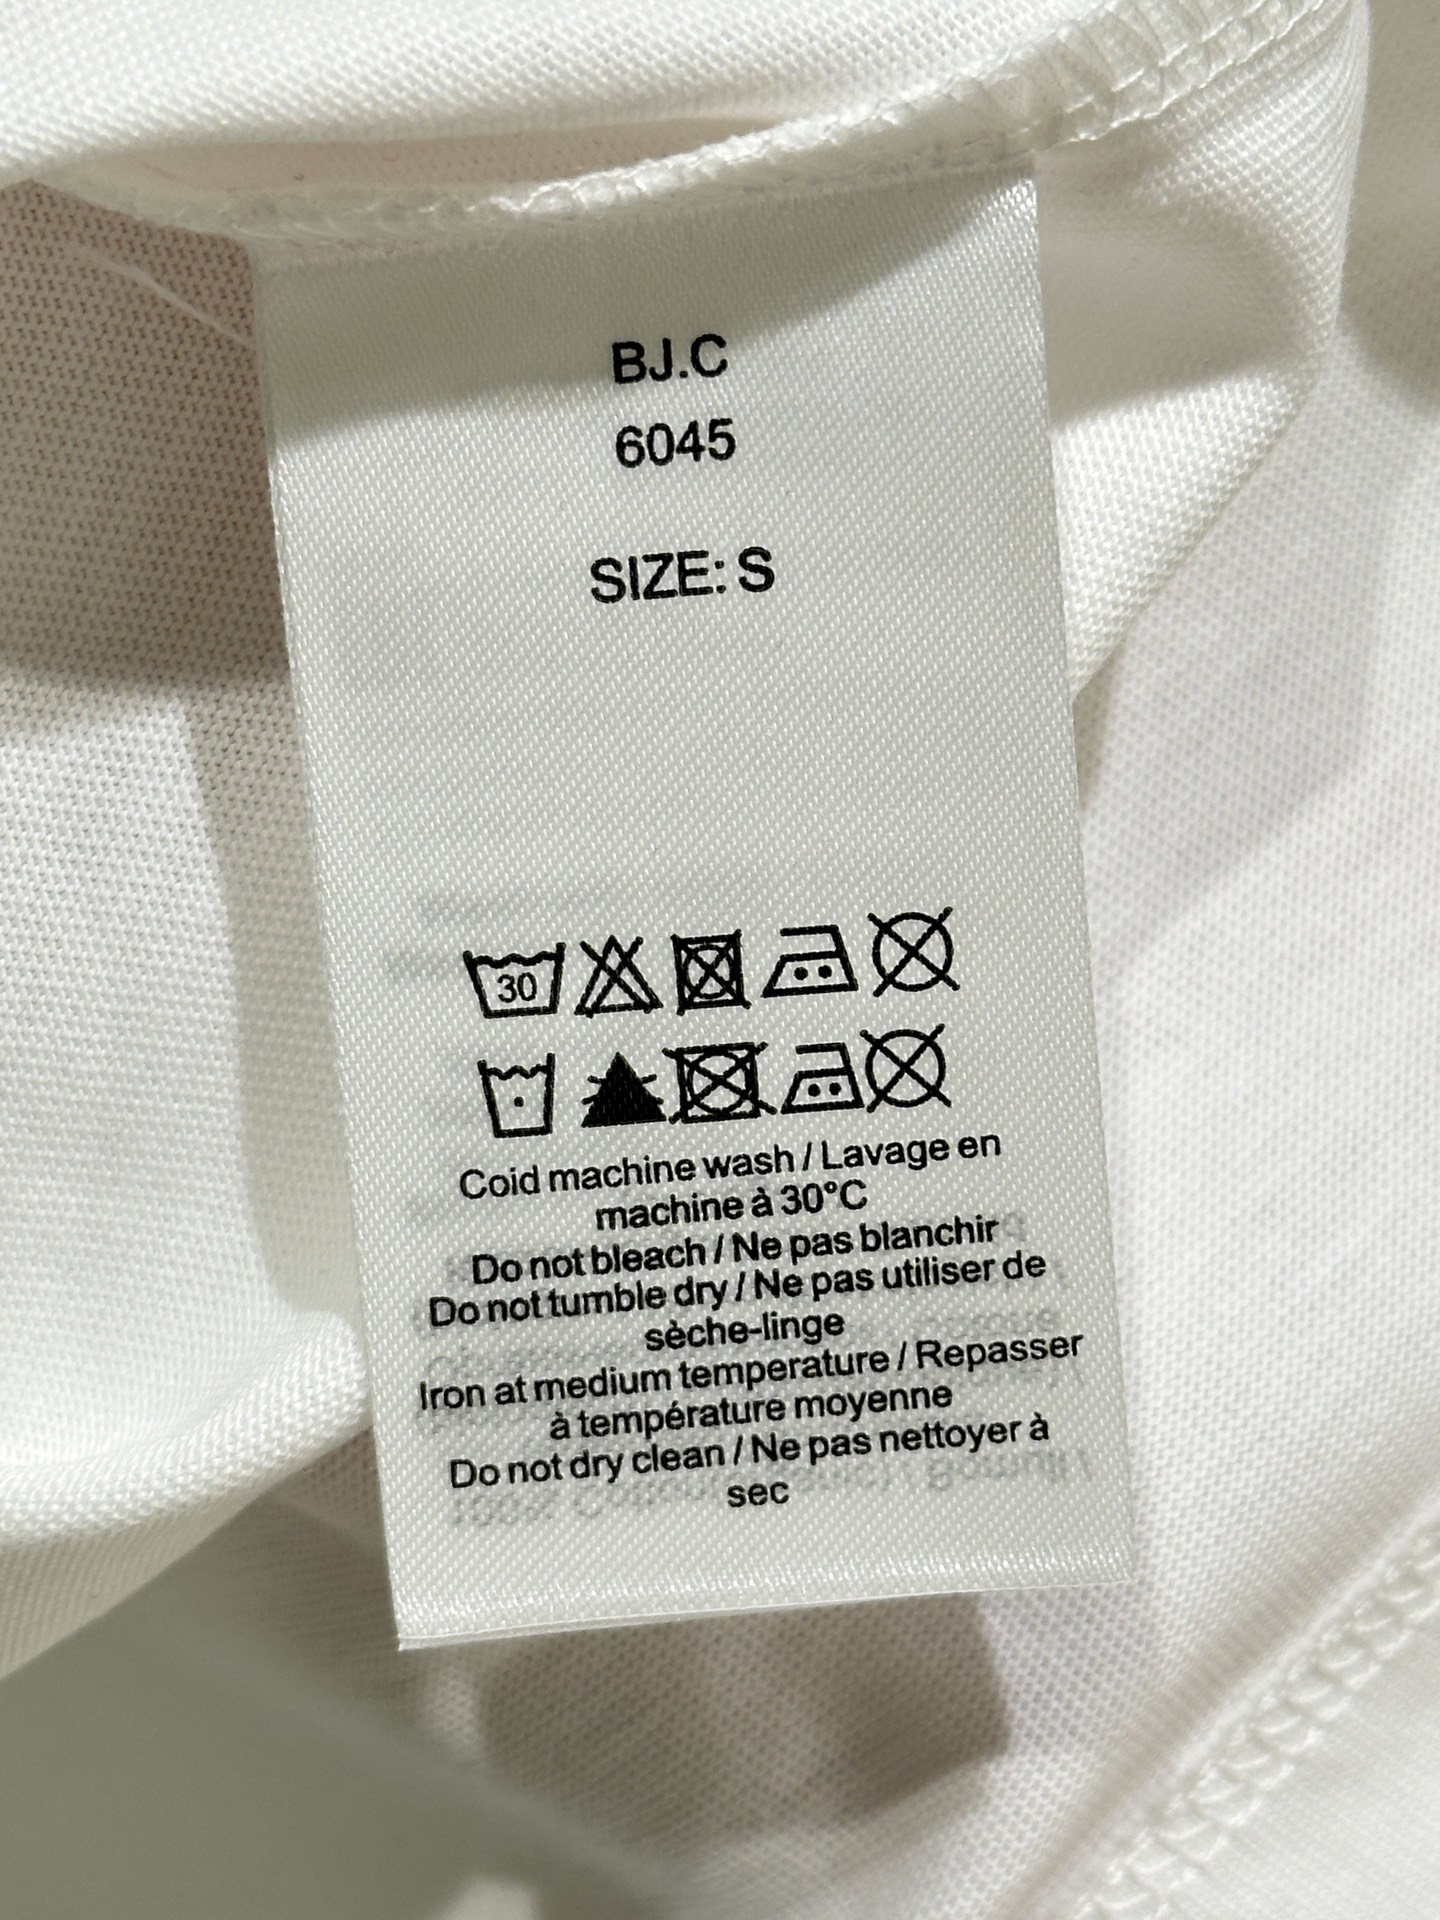 BJ.C
6045
SIZE: S
30
Coid machine wash / Lavage en
machine à 30°C
Do not bleach / Ne pas blanchir
Do not tumble dry / Ne pas utiliser de
sèche-linge
Iron at medium temperature / Repasser
à température moyenne
Do not dry clean / Ne pas nettoyer à
sec